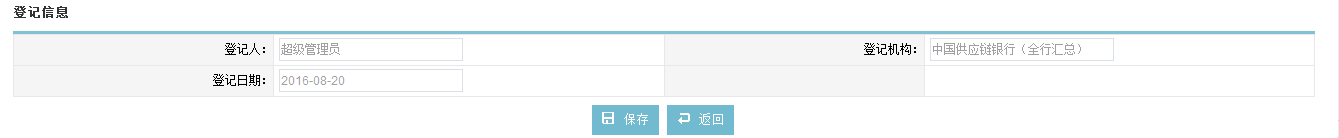 登记信息
登记人： 超级管理员 登记机构： 中国供应链银行（全行汇总）
登记日期： 2016-08-20
保存 返回